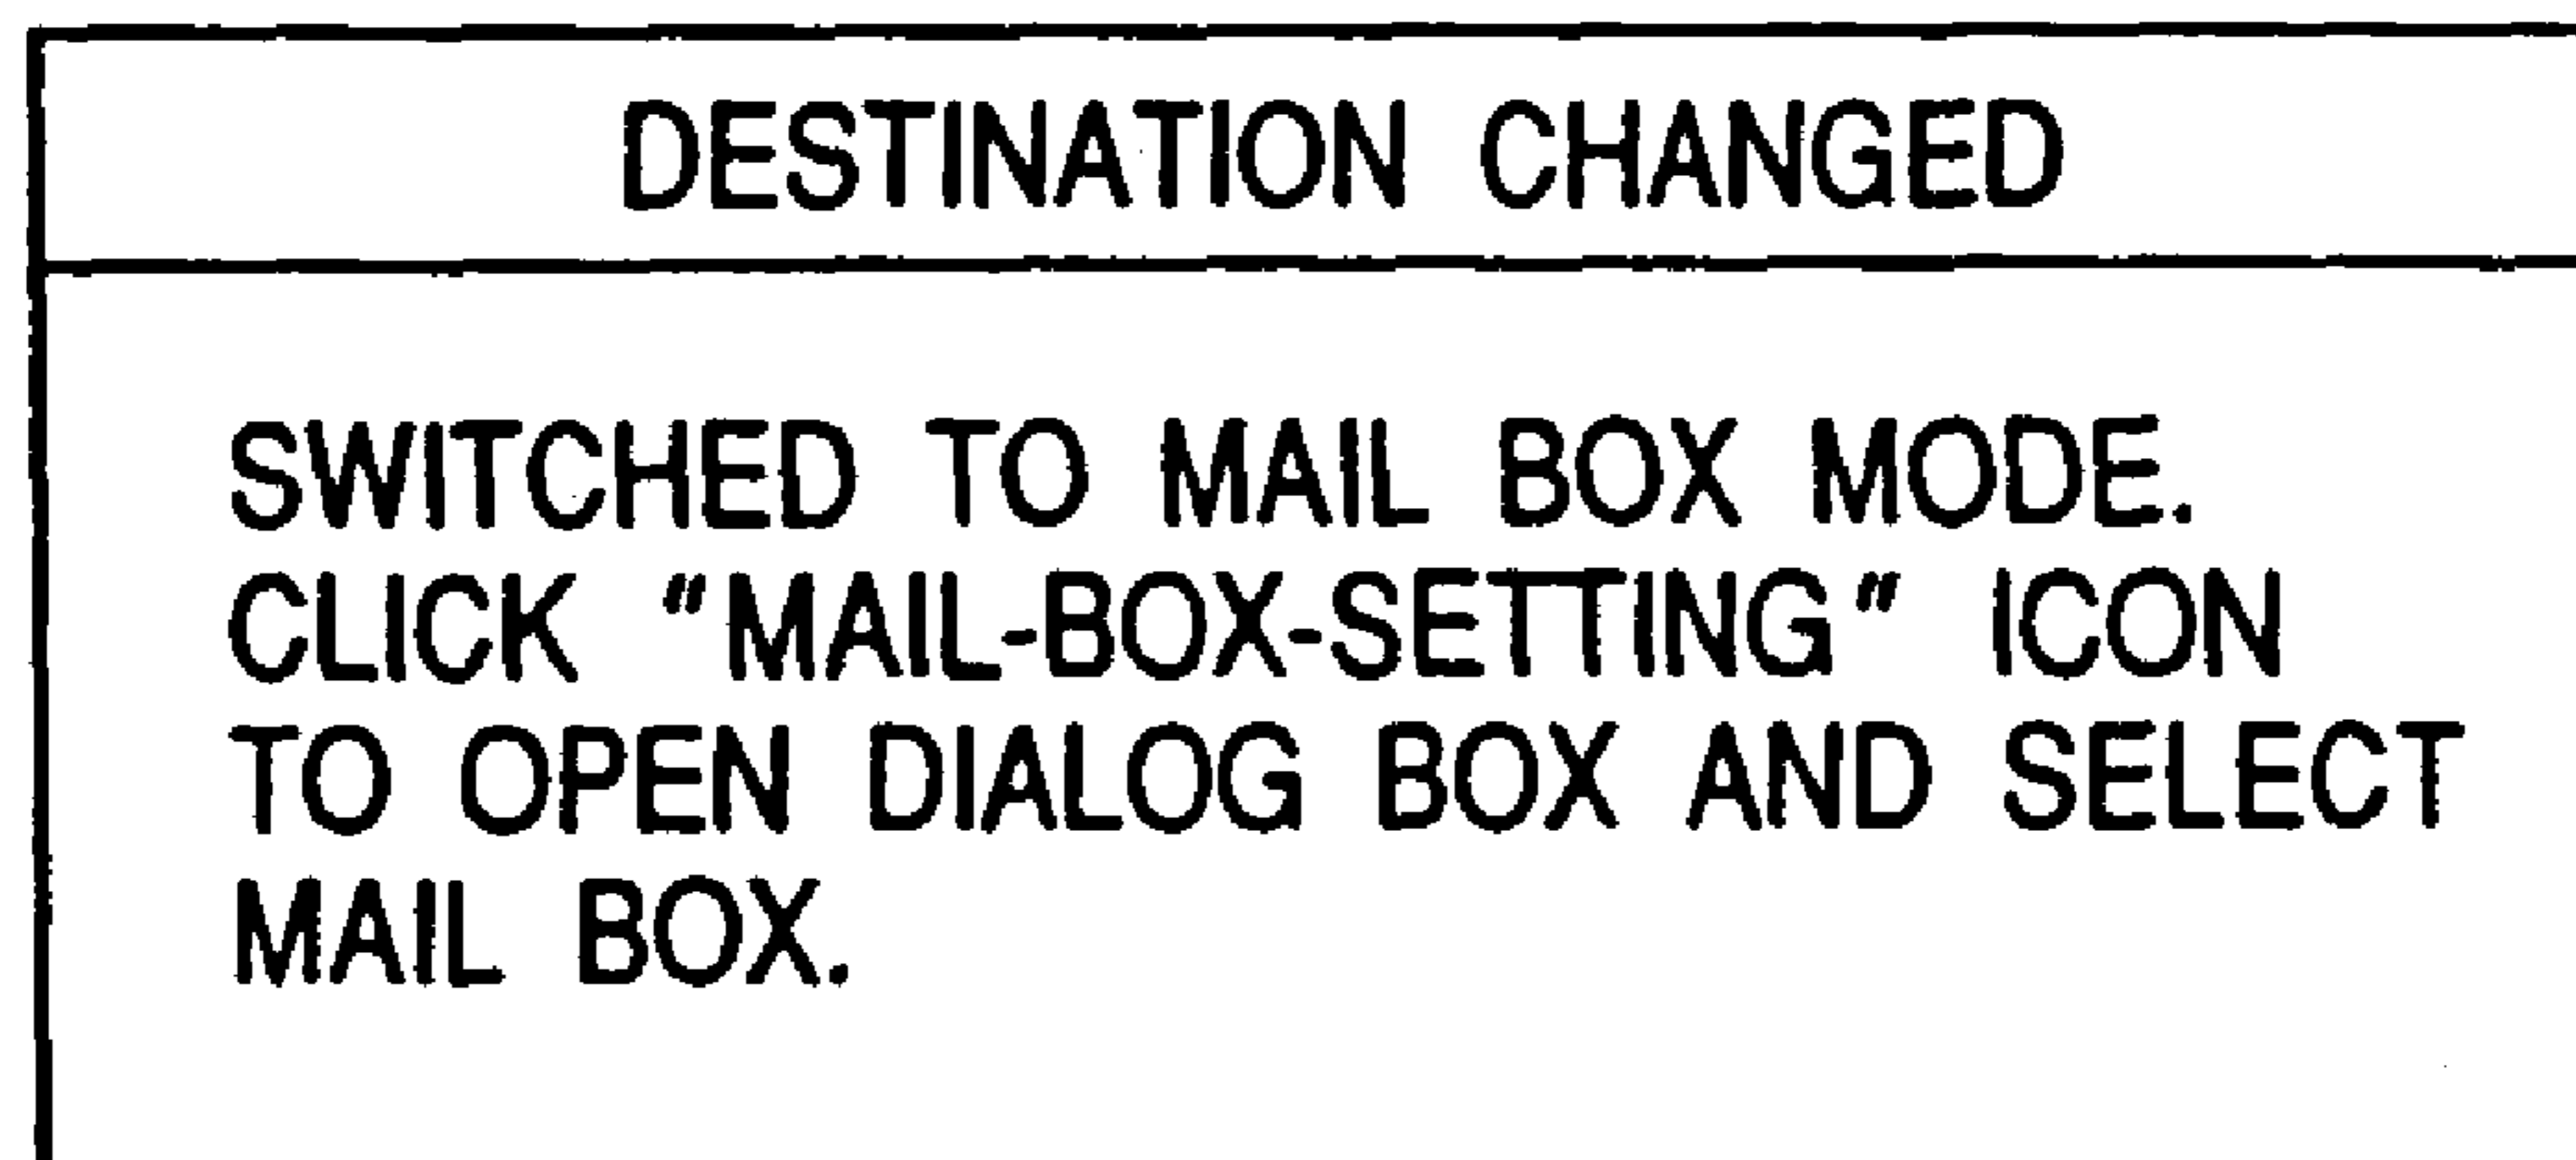 DESTINATION CHANGED
SWITCHED TO MAIL BOX MODE.
CLICK "MAIL-BOX-SETTING" ICON
TO OPEN DIALOG BOX AND SELECT
MAIL BOX.